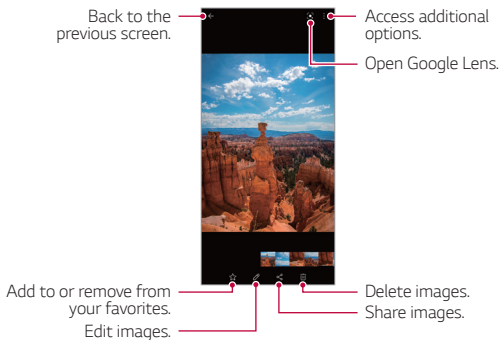 Back to the
previous screen.
Access additional
options.
Open Google Lens.
Add to or remove from
your favorites.
Edit images.
Delete images.
Share images.